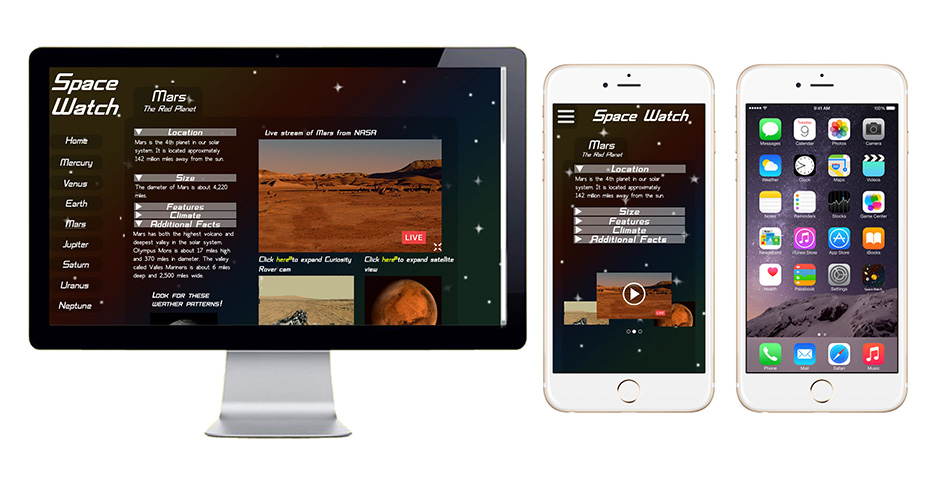 Space
Watch
Home
Mercury
Venus
Earth
Mars
Jupiter
Saturn
Uranus
Neptune
Mars
The Red Planet
Location
Mars is the 4th planet in our solar
system. It is located approximately
142 million miles away from the sun.
Size
The diameter of Mars is about 4,220
miles.
Features
Climate
Additional Facts
Mars has both the highest volcano and
deepest valley in the solar system.
Olympus Mons is about 17 miles high
and 370 miles in diameter. The valley
called Valles Mariners is about 6 miles
deep and 2,500 miles wide.
Look for these
weather patterns!
Live stream of Mars from NASA
LIVE
Click here to expand Curiosity
Rover cam
Click here to expand satellite
view
Space Watch
Mars
The Red Planet
Location
Mars is the 4th planet in our solar
system. It is located approximately
142 million miles away from the sun.
Size
Features
Climate
Additional Facts
LIVE
9:41 AM 100%
Messages
Tuesday
9
Calendar
Photos
Camera
Weather
Clock
Maps
Videos
Notes
Reminders
Stocks
Game Center
Newsstand
iTunes Store
App Store
iBooks
Health
Passbook
Settings
Space Watch
Phone
Mail
Safari
Music